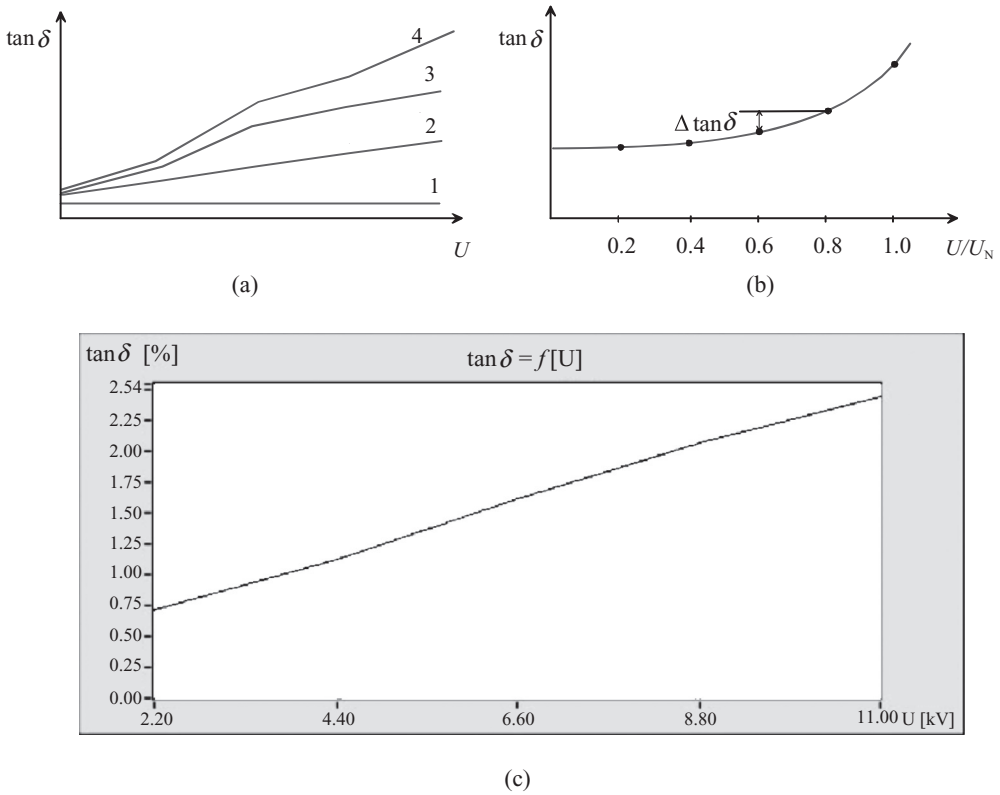 tan δ
4
3
2
1
U
(a)
tan δ
Δ tan δ
0.2 0.4 0.6 0.8 1.0 U/U_N
(b)
tan δ [%]
tan δ = f[U]
2.54
2.25
2.00
1.75
1.50
1.25
1.00
0.75
0.50
0.25
0.00
2.20 4.40 6.60 8.80 11.00 U [kV]
(c)